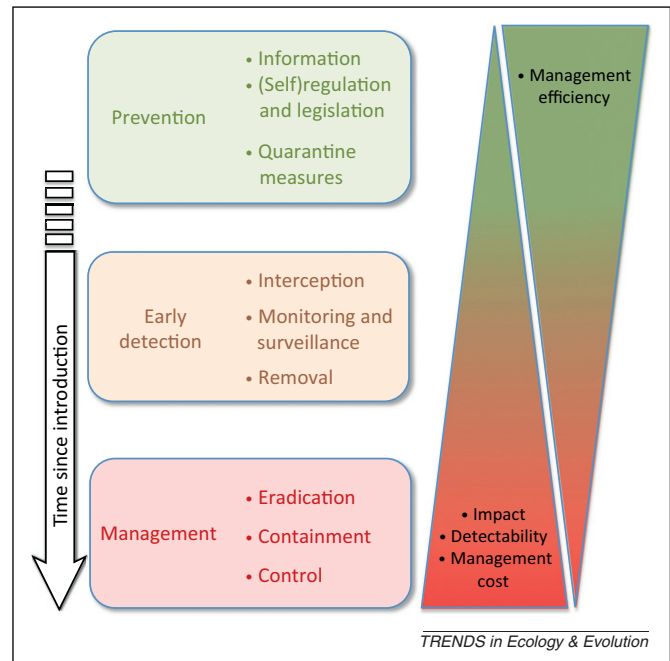 Prevention
• Information
• (Self)regulation
and legislation
• Quarantine
measures
Early
detection
• Interception
• Monitoring and
surveillance
• Removal
Management
• Eradication
• Containment
• Control
Time since introduction
• Management
efficiency
• Impact
• Detectability
• Management
cost
TRENDS in Ecology & Evolution